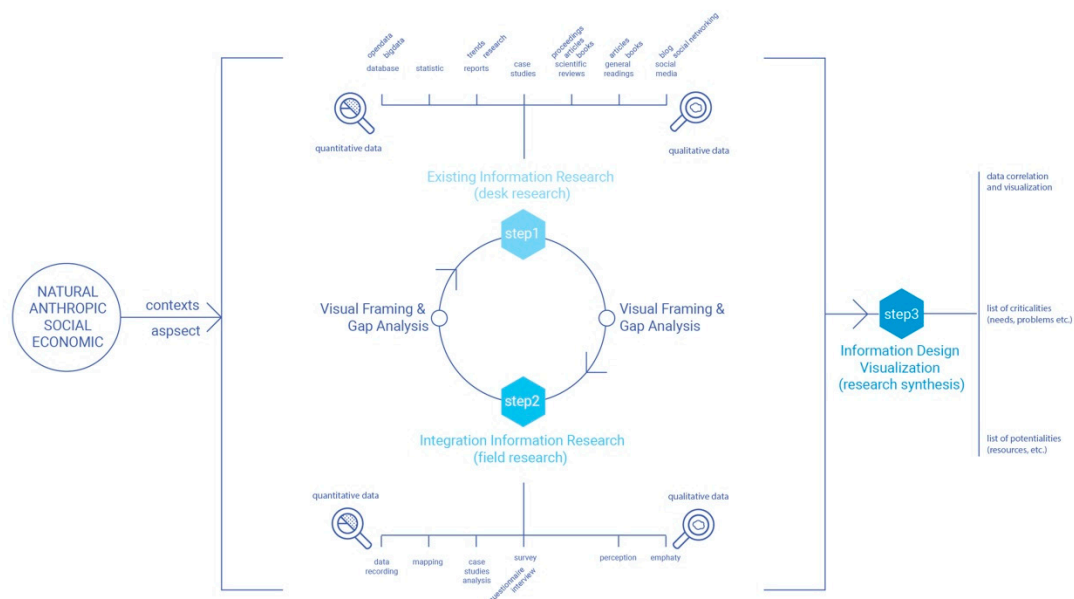 NATURAL
ANTHROPIC
SOCIAL
ECONOMIC
contexts
aspsect
opendata
bigdata
database
statistic
trends
research
reports
case
studies
proceedings
articles
books
scientific
reviews
articles
books
general
readings
blog
social networking
social
media
quantitative data
qualitative data
Existing Information Research
(desk research)
step1
Visual Framing &
Gap Analysis
Visual Framing &
Gap Analysis
step2
Integration Information Research
(field research)
quantitative data
qualitative data
data
recording
mapping
case
studies
analysis
survey
interview
perception
emphaty
step3
Information Design
Visualization
(research synthesis)
data correlation
and visualization
list of criticalities
(needs, problems etc.)
list of potentialities
(resources, etc.)